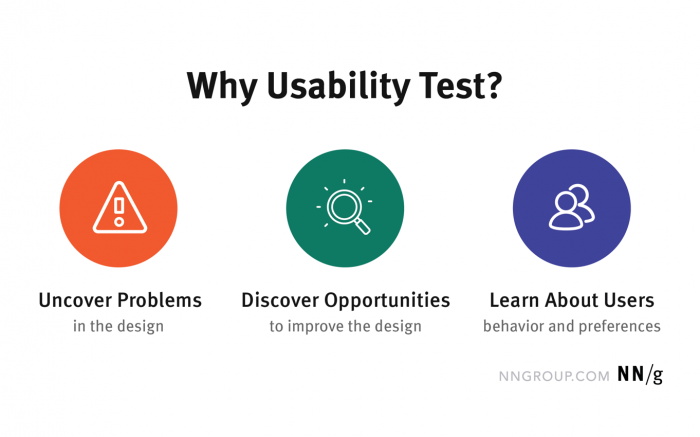 Why Usability Test?
Uncover Problems
in the design
Discover Opportunities
to improve the design
Learn About Users
behavior and preferences
NNGROUP.COM NN/g